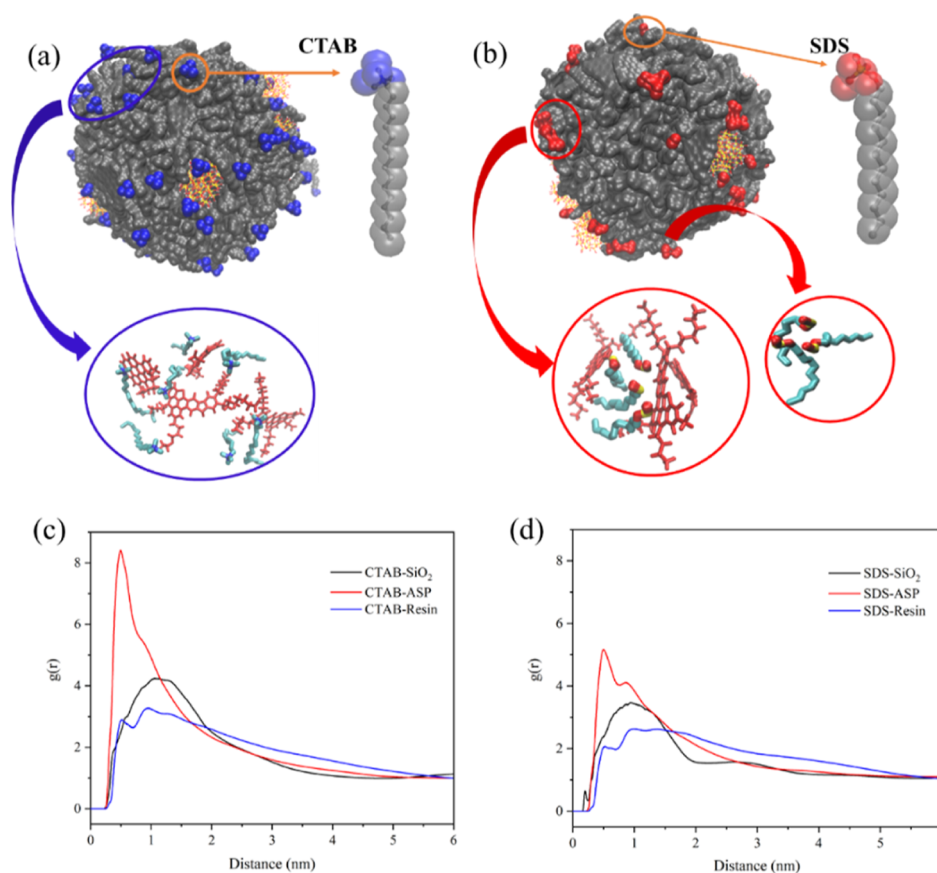 (a)
CTAB
(b)
SDS
(c)
CTAB-SiO₂
CTAB-ASP
CTAB-Resin
g(r)
8
6
4
2
0
0 1 2 3 4 5 6
Distance (nm)
(d)
SDS-SiO₂
SDS-ASP
SDS-Resin
g(r)
8
6
4
2
0
0 1 2 3 4 5
Distance (nm)